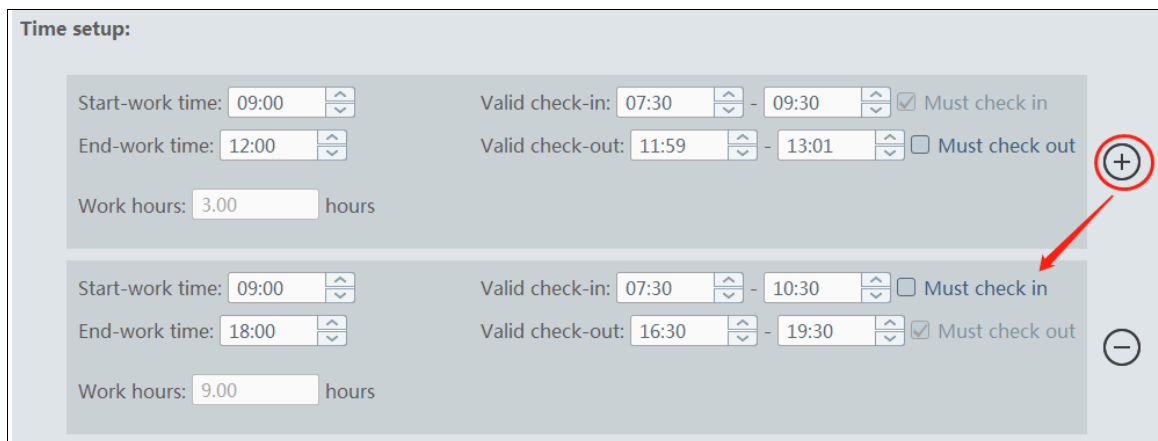 Time setup:
Start-work time: 09:00 Valid check-in: 07:30 - 09:30 Must check in
End-work time: 12:00 Valid check-out: 11:59 - 13:01 Must check out
Work hours: 3.00 hours
Start-work time: 09:00 Valid check-in: 07:30 - 10:30 Must check in
End-work time: 18:00 Valid check-out: 16:30 - 19:30 Must check out
Work hours: 9.00 hours